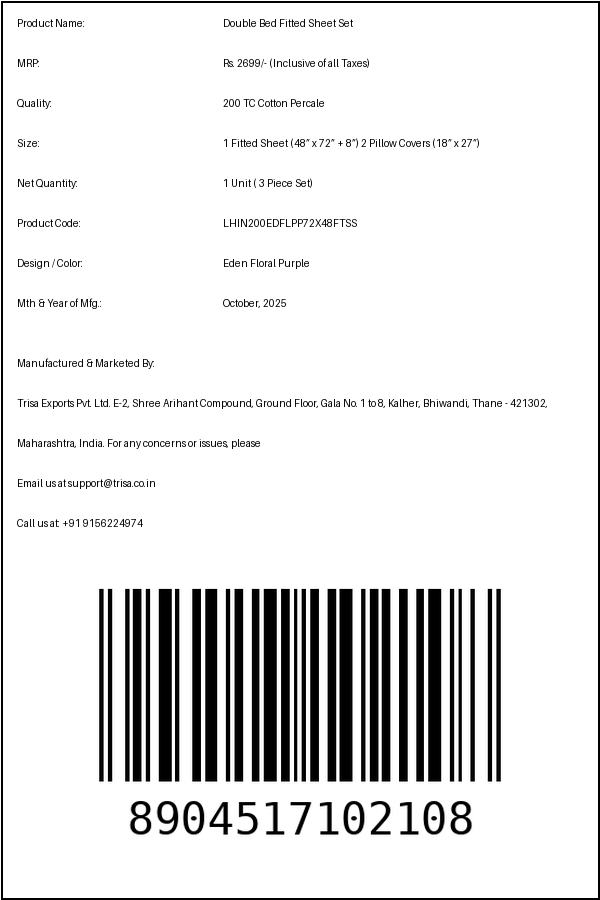 Product Name: Double Bed Fitted Sheet Set
MRP: Rs. 2699/- (Inclusive of all Taxes)
Quality: 200 TC Cotton Percale
Size: 1 Fitted Sheet (48” x 72” + 8”) 2 Pillow Covers (18” x 27”)
Net Quantity: 1 Unit ( 3 Piece Set)
Product Code: LHIN200EDFLPP72X48FTSS
Design / Color: Eden Floral Purple
Mth & Year of Mfg.: October, 2025
Manufactured & Marketed By:
Trisa Exports Pvt. Ltd. E-2, Shree Arihant Compound, Ground Floor, Gala No. 1 to 8, Kalher, Bhiwandi, Thane - 421302,
Maharashtra, India. For any concerns or issues, please
Email us at support@trisa.co.in
Call us at: +91 9156224974
8904517102108